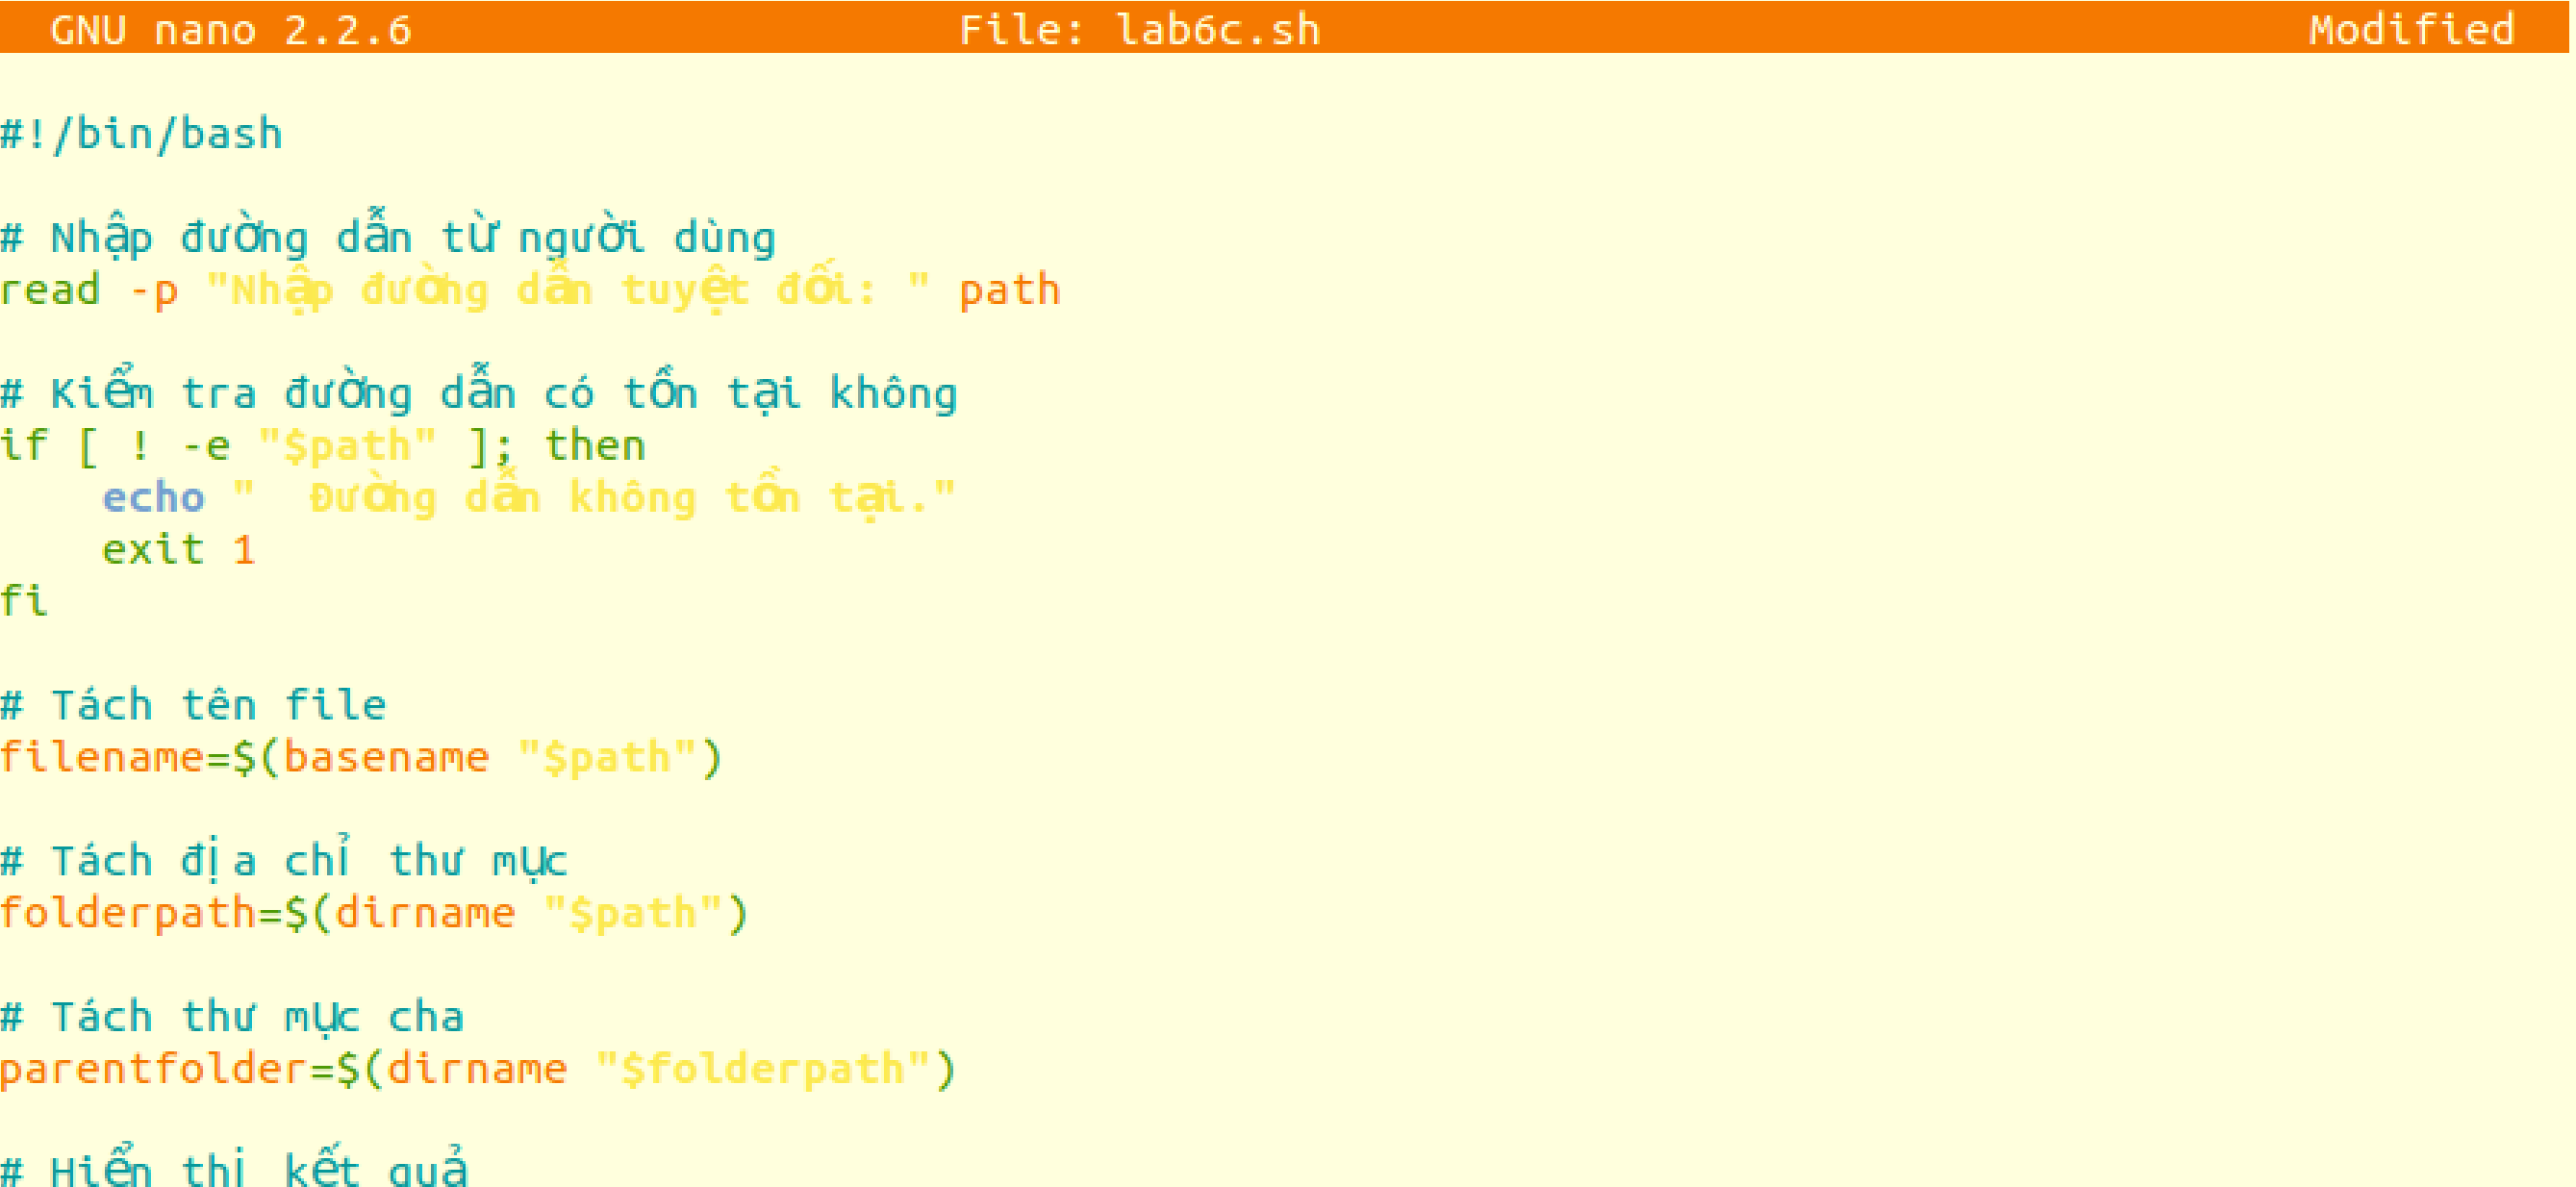 GNU nano 2.2.6 File: lab6c.sh Modified
#!/bin/bash
# Nhập đường dẫn từ người dùng
read -p "Nhập đường dẫn tuyệt đối: " path
# Kiểm tra đường dẫn có tồn tại không
if [ ! -e "$path" ]; then
    echo "  Đường dẫn không tồn tại."
    exit 1
fi
# Tách tên file
filename=$(basename "$path")
# Tách địa chỉ thư mục
folderpath=$(dirname "$path")
# Tách thư mục cha
parentfolder=$(dirname "$folderpath")
# Hiển thị kết quả